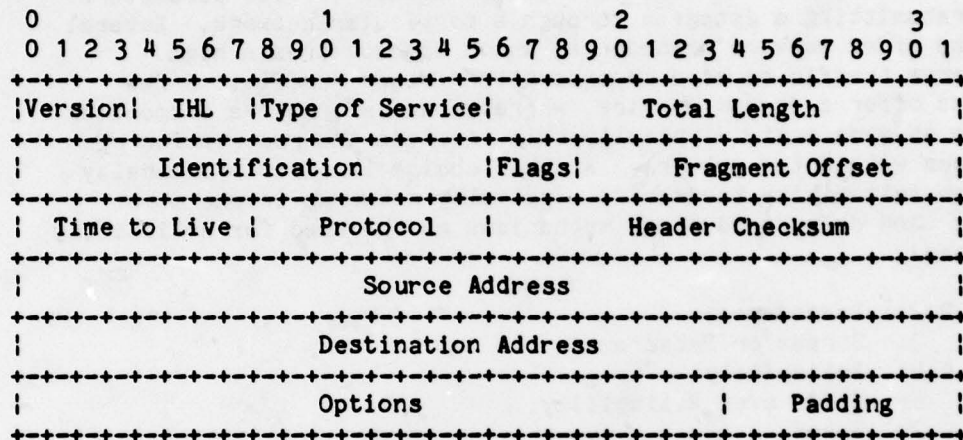 0                   1                   2                   3
0 1 2 3 4 5 6 7 8 9 0 1 2 3 4 5 6 7 8 9 0 1 2 3 4 5 6 7 8 9 0 1
+-+-+-+-+-+-+-+-+-+-+-+-+-+-+-+-+-+-+-+-+-+-+-+-+-+-+-+-+-+-+-+-+
¦Version¦  IHL  ¦Type of Service¦          Total Length         ¦
+-+-+-+-+-+-+-+-+-+-+-+-+-+-+-+-+-+-+-+-+-+-+-+-+-+-+-+-+-+-+-+-+
¦         Identification        ¦Flags¦      Fragment Offset    ¦
+-+-+-+-+-+-+-+-+-+-+-+-+-+-+-+-+-+-+-+-+-+-+-+-+-+-+-+-+-+-+-+-+
¦  Time to Live ¦    Protocol   ¦         Header Checksum       ¦
+-+-+-+-+-+-+-+-+-+-+-+-+-+-+-+-+-+-+-+-+-+-+-+-+-+-+-+-+-+-+-+-+
¦                       Source Address                          ¦
+-+-+-+-+-+-+-+-+-+-+-+-+-+-+-+-+-+-+-+-+-+-+-+-+-+-+-+-+-+-+-+-+
¦                    Destination Address                        ¦
+-+-+-+-+-+-+-+-+-+-+-+-+-+-+-+-+-+-+-+-+-+-+-+-+-+-+-+-+-+-+-+-+
¦                    Options                    ¦    Padding    ¦
+-+-+-+-+-+-+-+-+-+-+-+-+-+-+-+-+-+-+-+-+-+-+-+-+-+-+-+-+-+-+-+-+